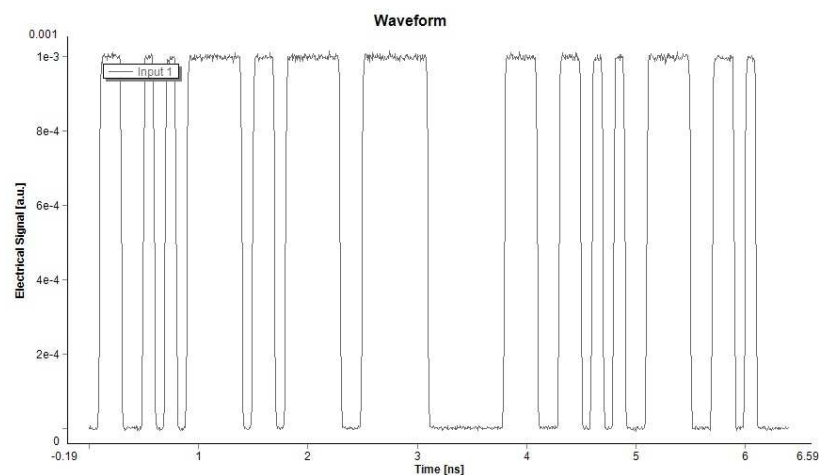 Waveform
0.001
1e-3
Input 1
8e-4
6e-4
4e-4
2e-4
0
Electrical Signal [a.u.]
-0.19 1 2 3 4 5 6 6.59
Time [ns]